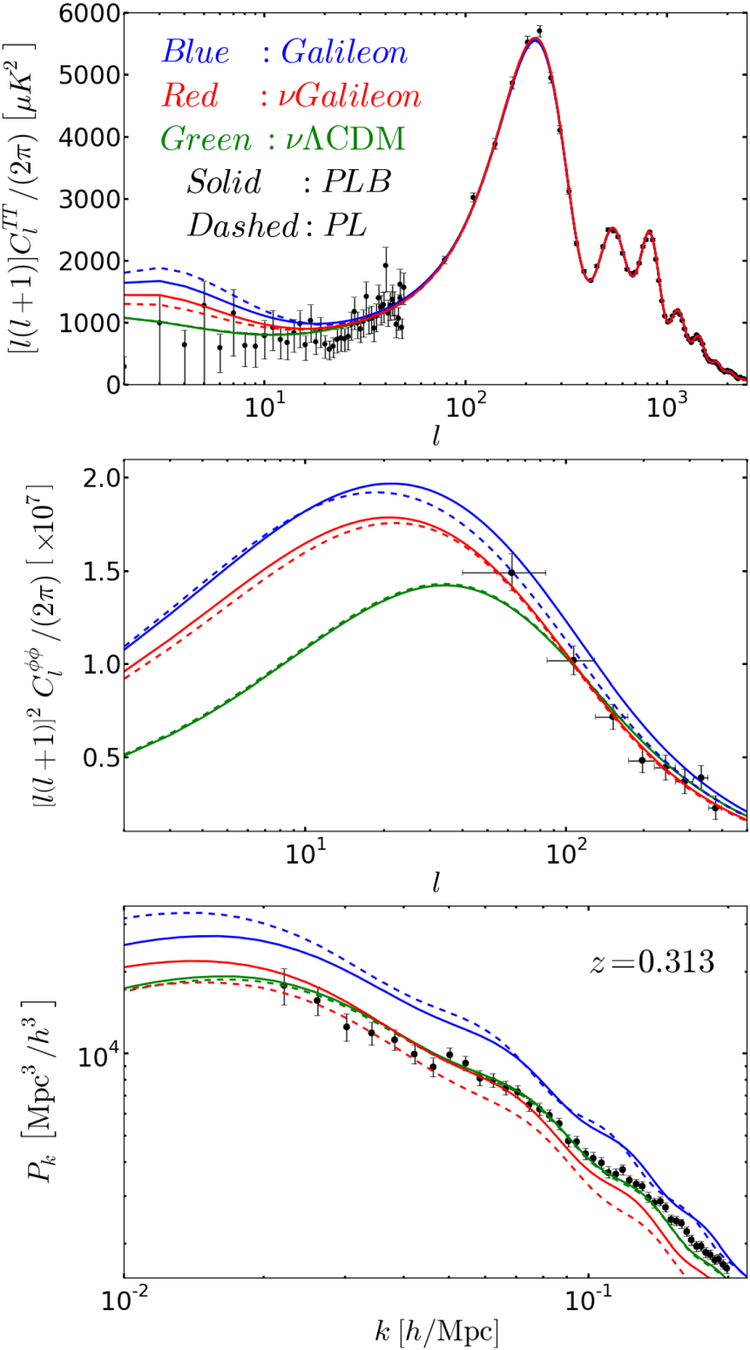 6000
5000
4000
3000
2000
1000
0
[l(l+1)]C_l^{TT}/(2π) [μK²]
Blue : Galileon
Red : νGalileon
Green : νΛCDM
Solid : PLB
Dashed : PL
10¹ 10² 10³
l
2.0
1.5
1.0
0.5
[l(l+1)]² C_l^{ϕϕ}/(2π) [×10⁷]
10¹ 10²
l
z=0.313
10⁴
P_k [Mpc³/h³]
10⁻² 10⁻¹
k [h/Mpc]